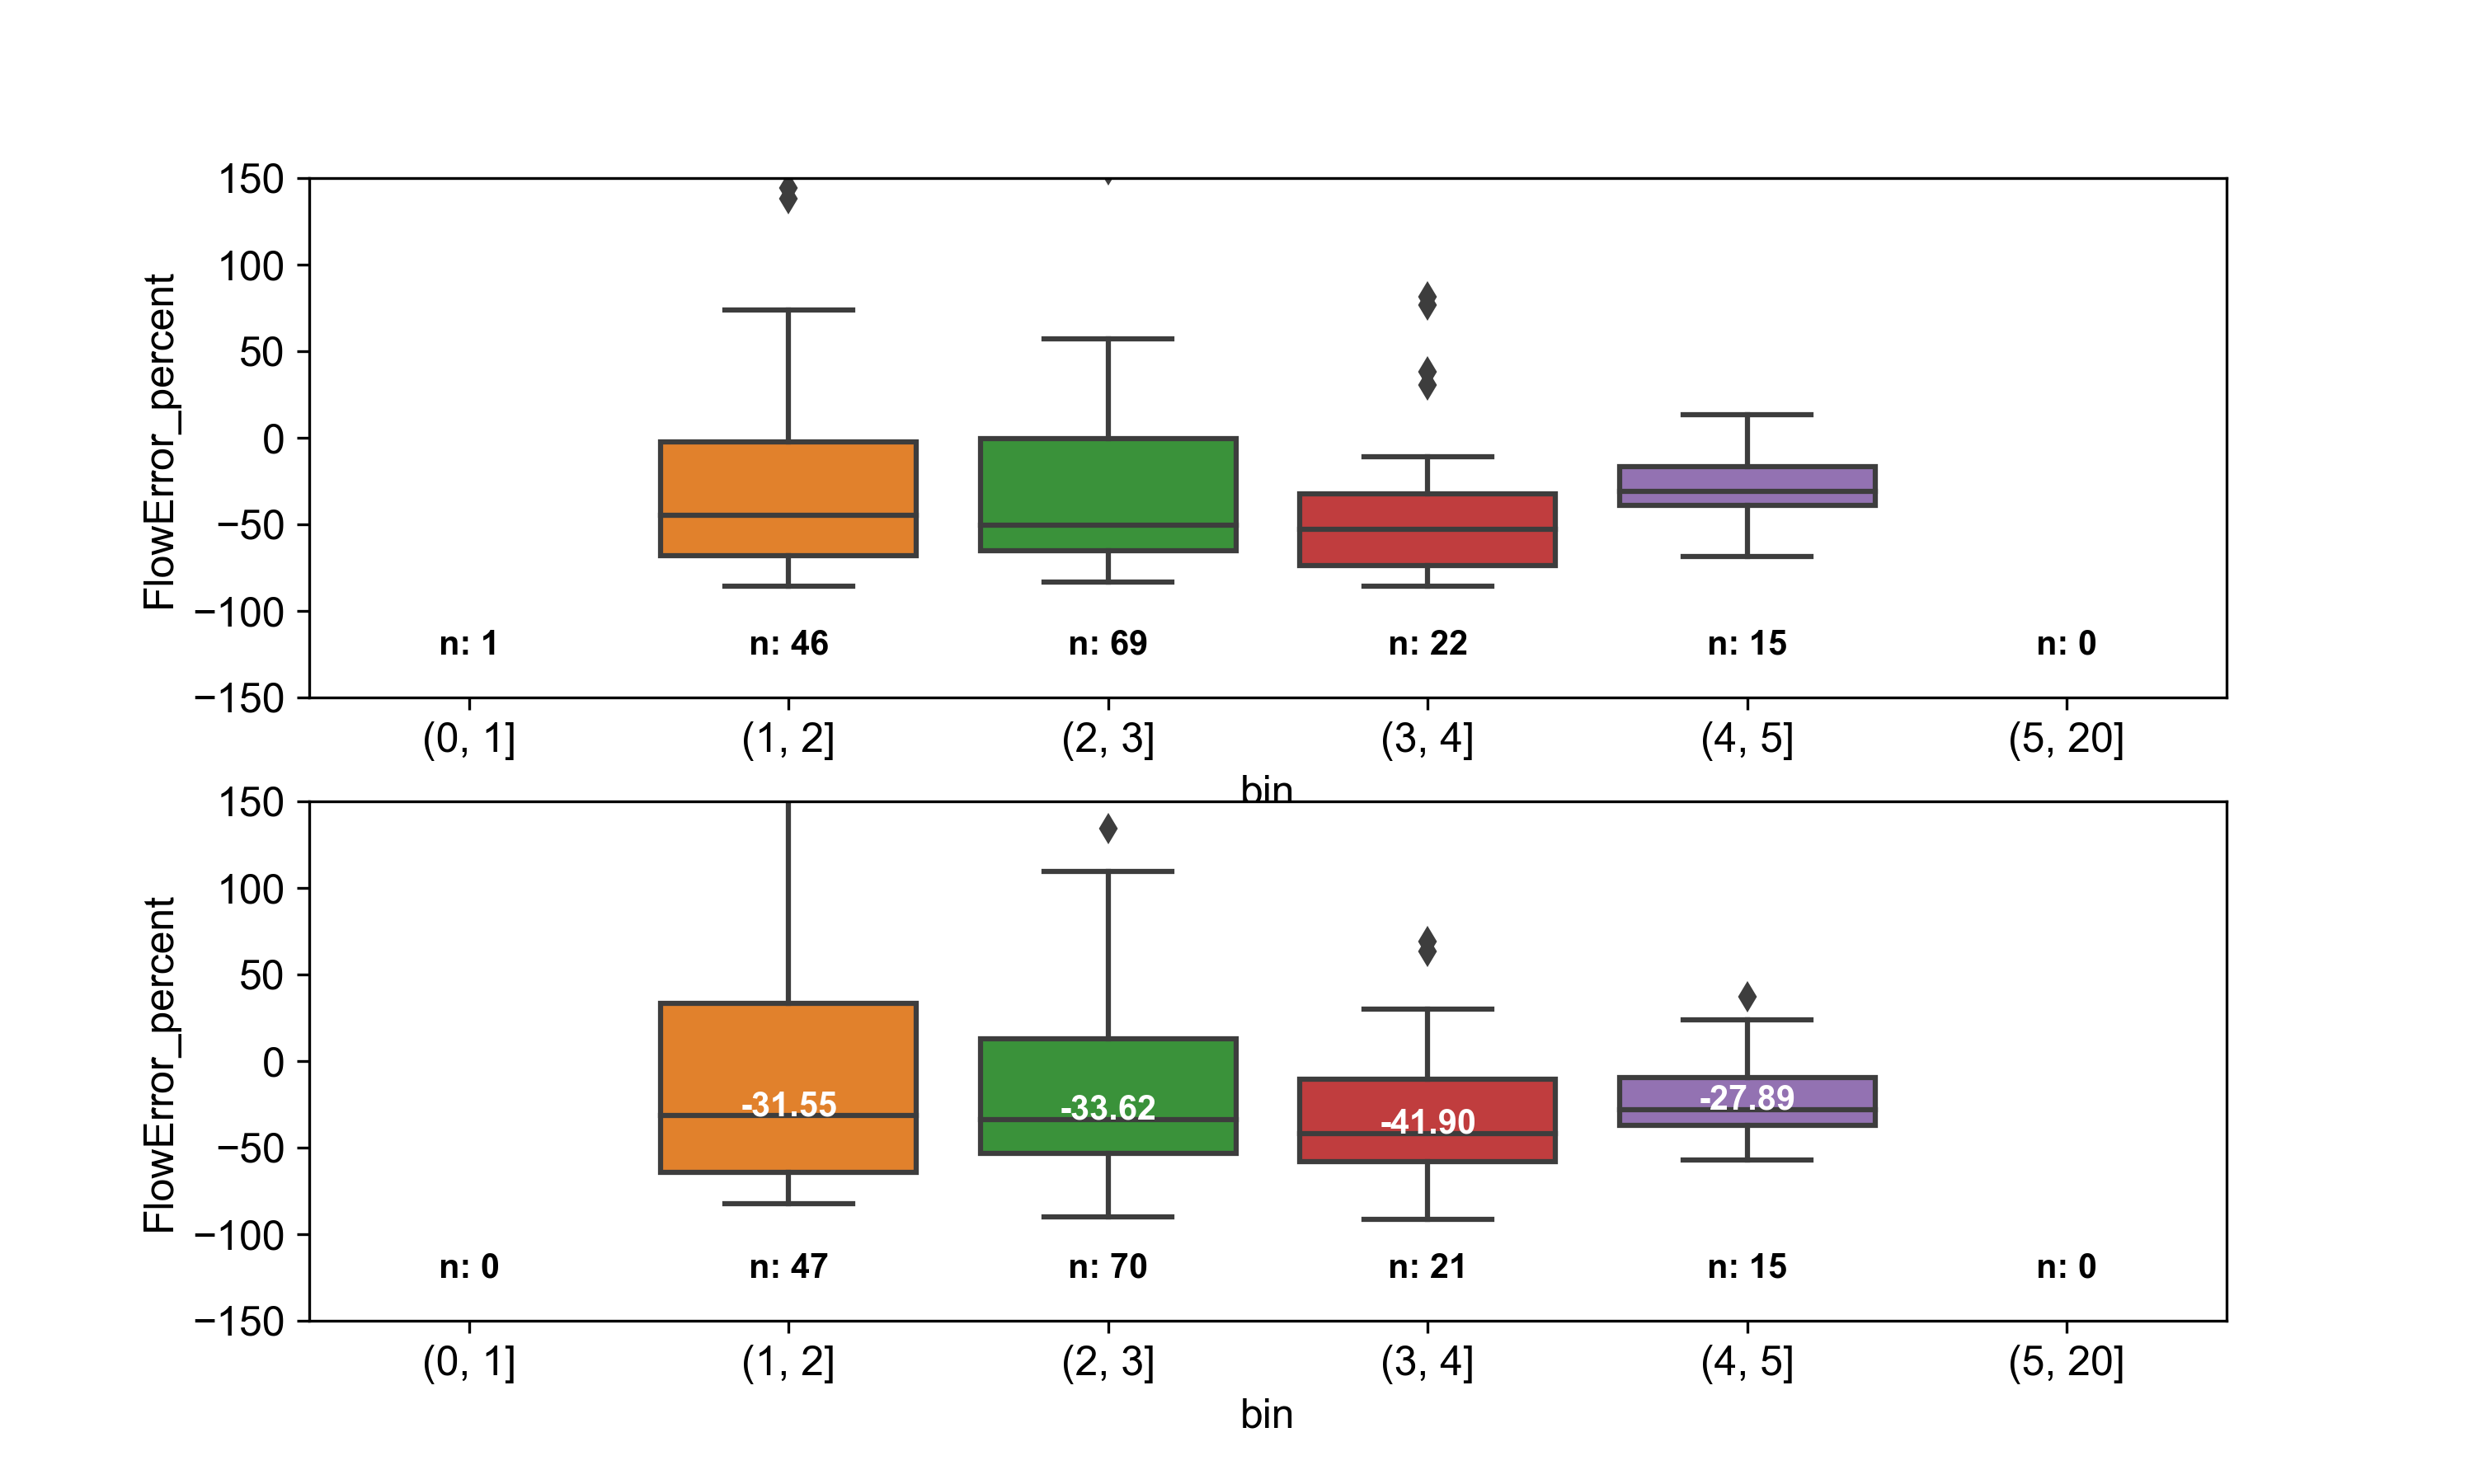 FlowError_percent
150
100
50
0
−50
−100
−150
n: 1 n: 46 n: 69 n: 22 n: 15 n: 0
(0, 1] (1, 2] (2, 3] (3, 4] (4, 5] (5, 20]
bin
FlowError_percent
150
100
50
0
−50
−100
−150
-31.55 -33.62 -41.90 -27.89
n: 0 n: 47 n: 70 n: 21 n: 15 n: 0
(0, 1] (1, 2] (2, 3] (3, 4] (4, 5] (5, 20]
bin